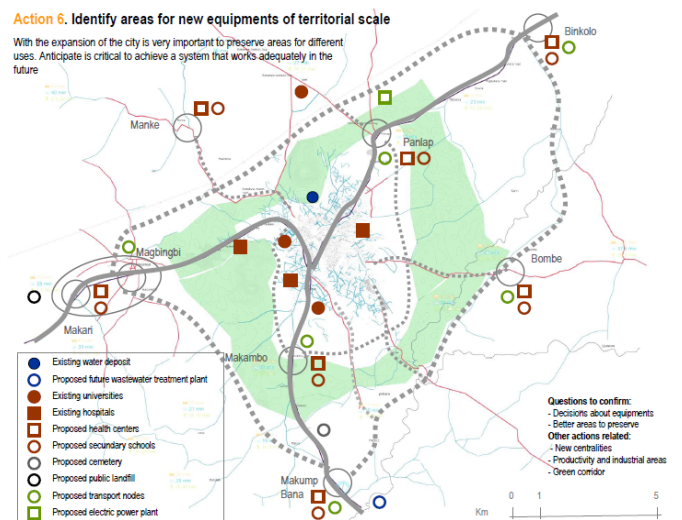 Action 6. Identify areas for new equipments of territorial scale
With the expansion of the city is very important to preserve areas for different
uses. Anticipate is critical to achieve a system that works adequately in the
future
Binkolo
Manke
Panlap
Magbingbi
Bombe
Makari
Makambo
Makump
Bana
Existing water deposit
Proposed future wastewater treatment plant
Existing universities
Existing hospitals
Proposed health centers
Proposed secundary schools
Proposed cemetery
Proposed public landfill
Proposed transport nodes
Proposed electric power plant
Questions to confirm:
- Decisions about equipments
- Better areas to preserve
Other actions related:
- New centralities
- Productivity and industrial areas
- Green corridor
Km 0 1 5